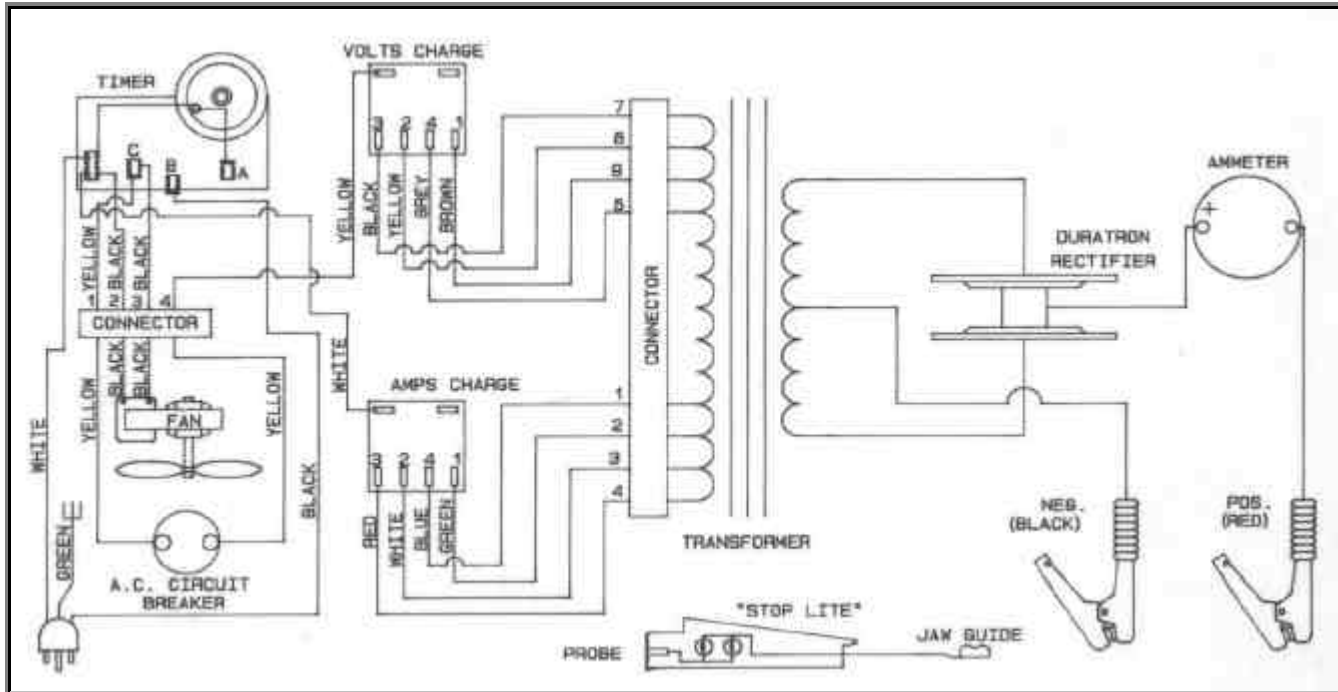 VOLTS CHARGE
TIMER
C
B
A
3 2 4 1
YELLOW
BLACK
YELLOW
GREY
BROWN
7
8
9
6
CONNECTOR
1
2
3
4
TRANSFORMER
AMMETER
+
DURATRON
RECTIFIER
YELLOW
BLACK
BLACK
1 2 3 4
CONNECTOR
YELLOW
BLACK
BLACK
YELLOW
FAN
WHITE
GREEN
BLACK
A.C. CIRCUIT
BREAKER
WHITE
AMPS CHARGE
3 2 4 1
RED
WHITE
BLUE
GREEN
NEG.
(BLACK)
POS.
(RED)
"STOP LITE"
PROBE
JAW GUIDE